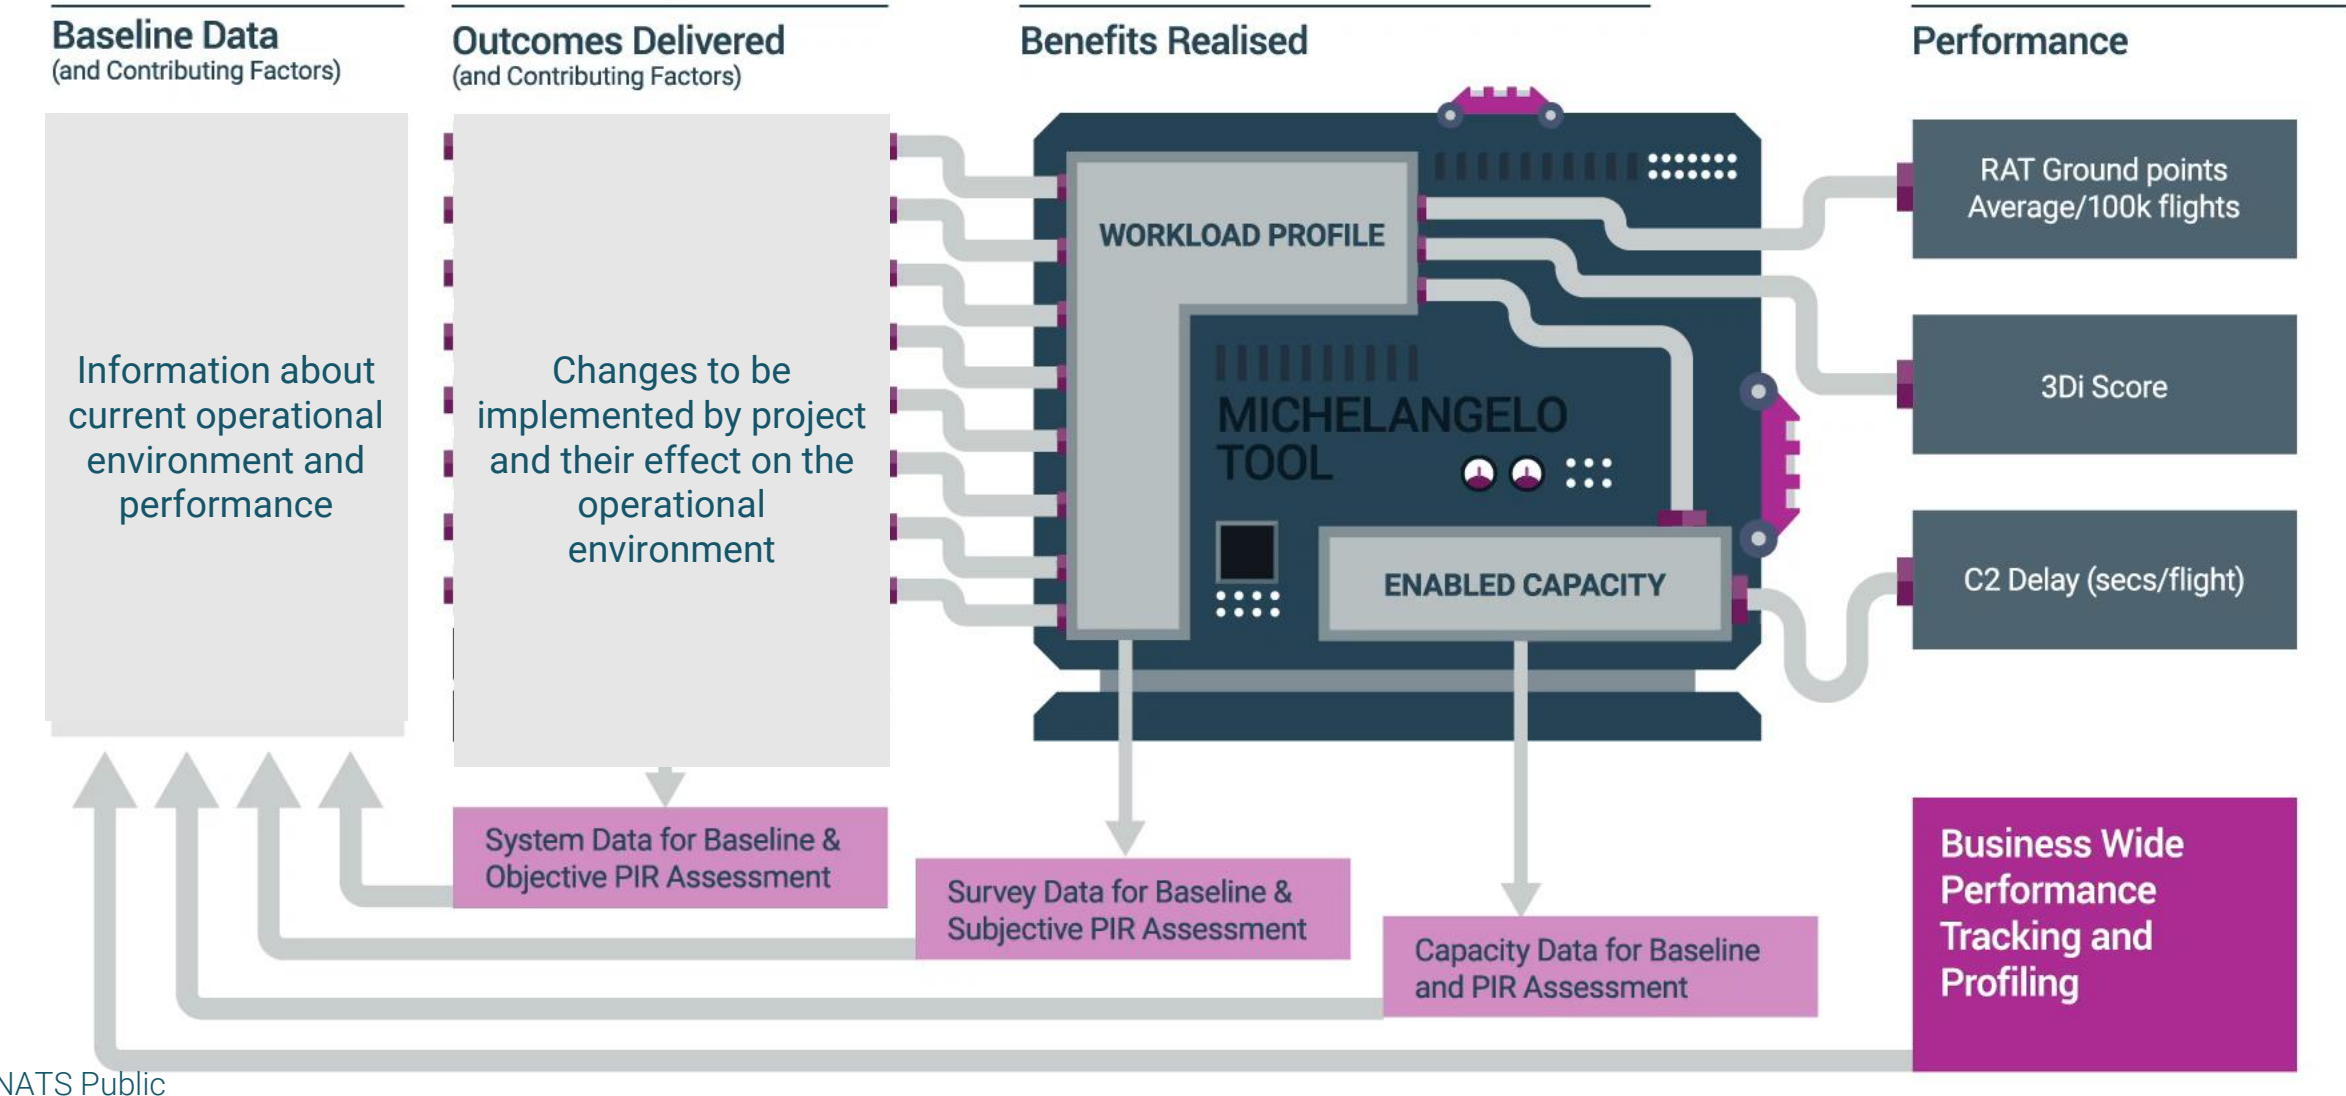 Baseline Data
(and Contributing Factors)
Outcomes Delivered
(and Contributing Factors)
Benefits Realised
Performance
Information about
current operational
environment and
performance
Changes to be
implemented by project
and their effect on the
operational
environment
WORKLOAD PROFILE
MICHELANGELO
TOOL
ENABLED CAPACITY
RAT Ground points
Average/100k flights
3Di Score
C2 Delay (secs/flight)
System Data for Baseline &
Objective PIR Assessment
Survey Data for Baseline &
Subjective PIR Assessment
Capacity Data for Baseline
and PIR Assessment
Business Wide
Performance
Tracking and
Profiling
NATS Public